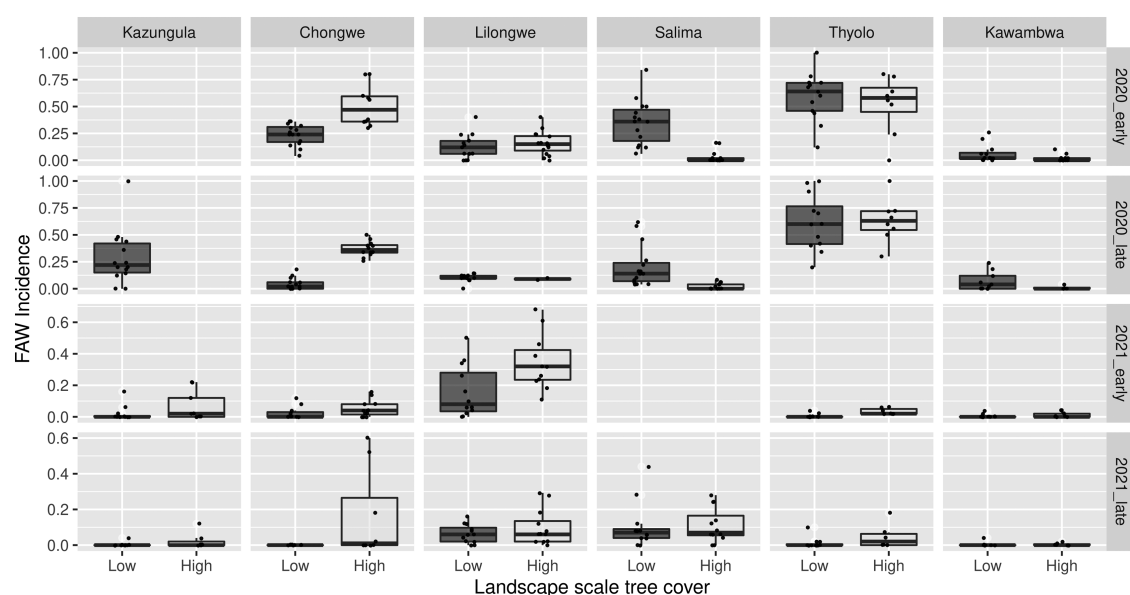 Kazungula Chongwe Lilongwe Salima Thyolo Kawambwa
FAW Incidence
1.00
0.75
0.50
0.25
0.00
2020_early
1.00
0.75
0.50
0.25
0.00
2020_late
0.6
0.4
0.2
0.0
2021_early
0.6
0.4
0.2
0.0
2021_late
Low High Low High Low High Low High Low High Low High
Landscape scale tree cover